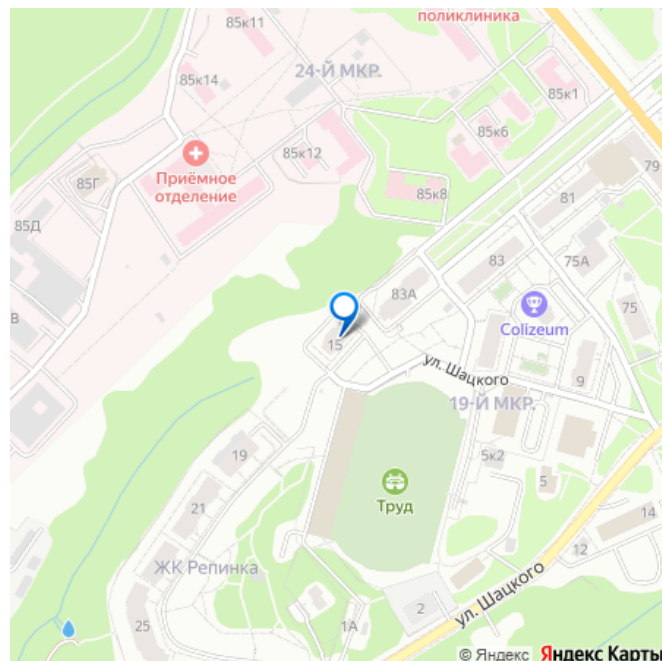 поликлиника
85к11
24-Й МКР.
85к14
85к1
85к6
85к12
Приёмное
отделение
85Г
79
85к8
81
85Д
83
75А
83А
75
В
Colizeum
15
ул. Шацкого
9
19-Й МКР.
19
5к2
5
Труд
21
14
ЖК Репинка
12
ул. Шацкого
2
25
1А
© Яндекс Яндекс Карты